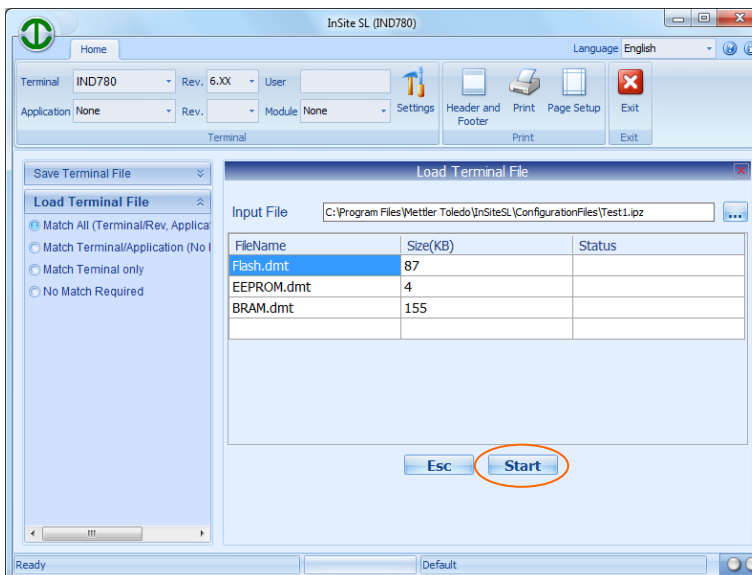 InSite SL (IND780)
Home
Language English
Terminal IND780 Rev. 6.XX User
Application None Rev. Module None
Settings
Header and Footer
Print
Page Setup
Exit
Terminal
Print
Exit
Save Terminal File
Load Terminal File
Match All (Terminal/Rev, Applicat
Match Terminal/Application (No
Match Teminal only
No Match Required
Load Terminal File
Input File C:\Program Files\Mettler Toledo\InSiteSL\ConfigurationFiles\Test1.ipz ...
FileName Size(KB) Status
Flash.dmt 87
EEPROM.dmt 4
BRAM.dmt 155
Esc Start
Ready Default